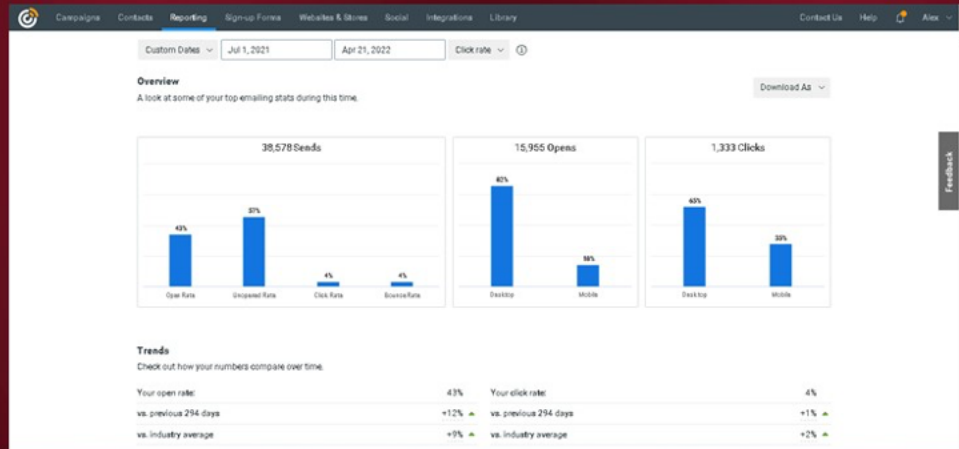 Campaigns Contacts Reporting Sign-up Forms Websites & Stores Social Integrations Library Contact Us Help Alex
Custom Dates Jul 1, 2021 Apr 21, 2022 Click rate
Overview
A look at some of your top emailing stats during this time.
Download As
38,578 Sends
43%
57%
4%
4%
Open Rate Unopened Rate Click Rate Bounce Rate
15,955 Opens
82%
18%
Desktop Mobile
1,333 Clicks
65%
35%
Desktop Mobile
Feedback
Trends
Check out how your numbers compare over time.
Your open rate: 43% Your click rate: 4%
vs. previous 294 days +12% vs. previous 294 days +1%
vs. industry average +9% vs. industry average +2%